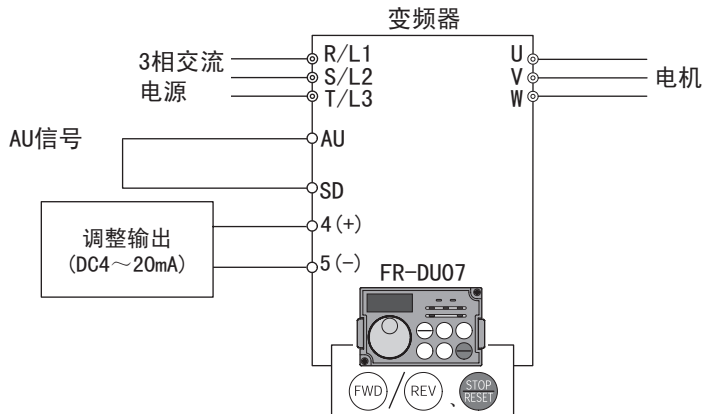 变频器
3相交流
电源
R/L1
S/L2
T/L3
U
V
W
电机
AU信号
AU
SD
调整输出
(DC4～20mA)
4(+)
5(-)
FR-DU07
FWD/REV、STOP
RESET